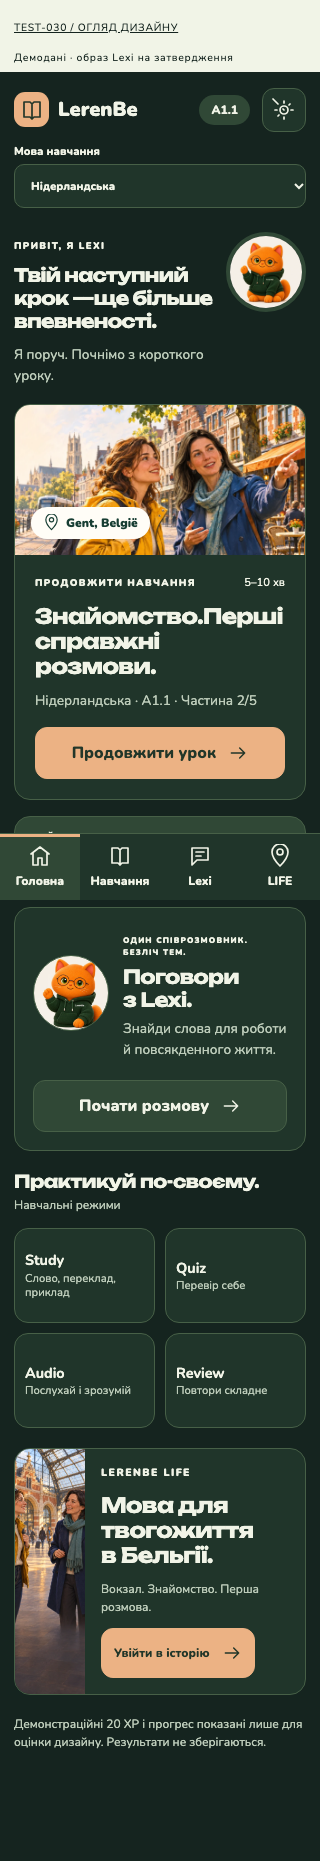 TEST-030 / ОГЛЯД ДИЗАЙНУ
Демодані · образ Lexi на затвердження
LerenBe
A1.1
Мова навчання
Нідерландська
ПРИВІТ, Я LEXI
Твій наступний
крок —ще більше
впевненості.
Я поруч. Почнімо з короткого
уроку.
Gent, België
ПРОДОВЖИТИ НАВЧАННЯ
5–10 хв
Знайомство.Перші
справжні
розмови.
Нідерландська · A1.1 · Частина 2/5
Продовжити урок
Головна
Навчання
Lexi
LIFE
ОДИН СПІВРОЗМОВНИК.
БЕЗЛІЧ ТЕМ.
Поговори
з Lexi.
Знайди слова для роботи
й повсякденного життя.
Почати розмову
Практикуй по-своєму.
Навчальні режими
Study
Слово, переклад,
приклад
Quiz
Перевір себе
Audio
Послухай і зрозумій
Review
Повтори складне
LERENBE LIFE
Мова для
твогожиття
в Бельгії.
Вокзал. Знайомство. Перша
розмова.
Увійти в історію
Демонстраційні 20 XP і прогрес показані лише для
оцінки дизайну. Результати не зберігаються.